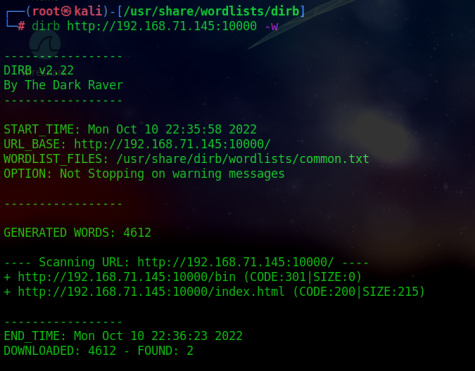 ┌──(root㉿kali)-[/usr/share/wordlists/dirb]
└─# dirb http://192.168.71.145:10000 -w
-----------------
DIRB v2.22
By The Dark Raver
-----------------
START_TIME: Mon Oct 10 22:35:58 2022
URL_BASE: http://192.168.71.145:10000/
WORDLIST_FILES: /usr/share/dirb/wordlists/common.txt
OPTION: Not Stopping on warning messages
-----------------
GENERATED WORDS: 4612
---- Scanning URL: http://192.168.71.145:10000/ ----
+ http://192.168.71.145:10000/bin (CODE:301|SIZE:0)
+ http://192.168.71.145:10000/index.html (CODE:200|SIZE:215)
-----------------
END_TIME: Mon Oct 10 22:36:23 2022
DOWNLOADED: 4612 - FOUND: 2